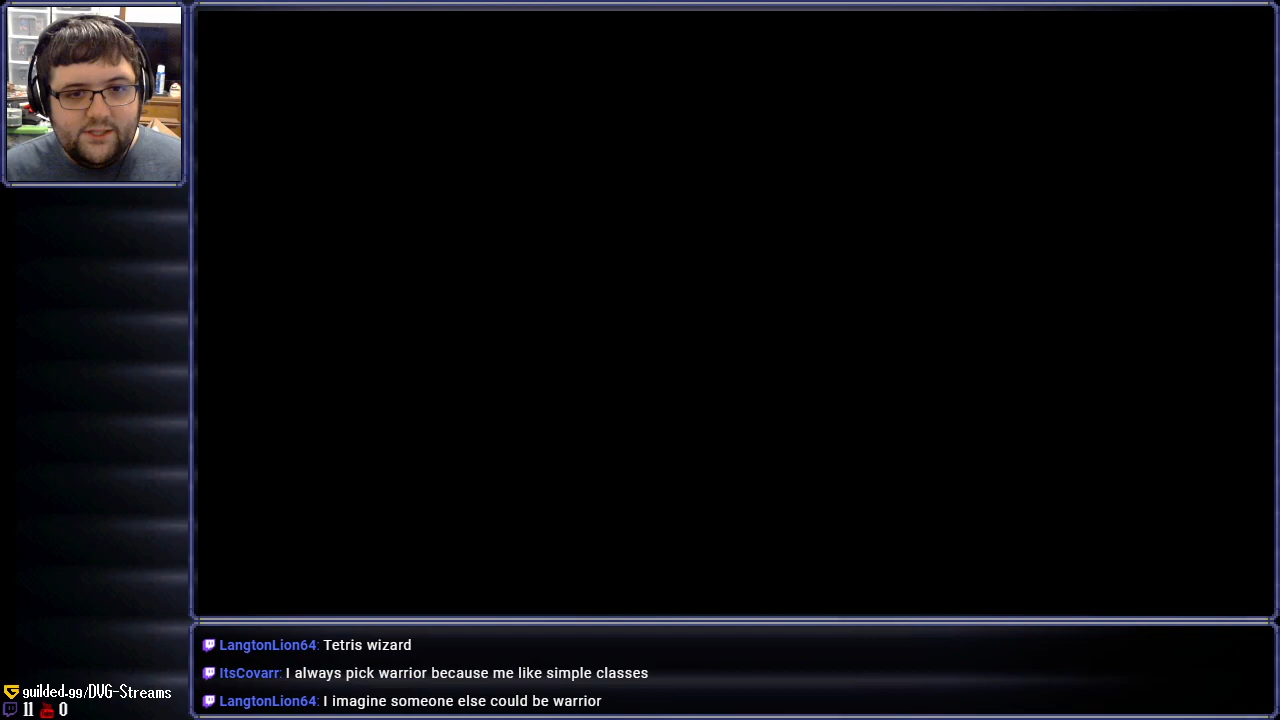 LangtonLion64: Tetris wizard
ItsCovarr: I always pick warrior because me like simple classes
LangtonLion64: I imagine someone else could be warrior
guilded.gg/DVG-Streams
11 0